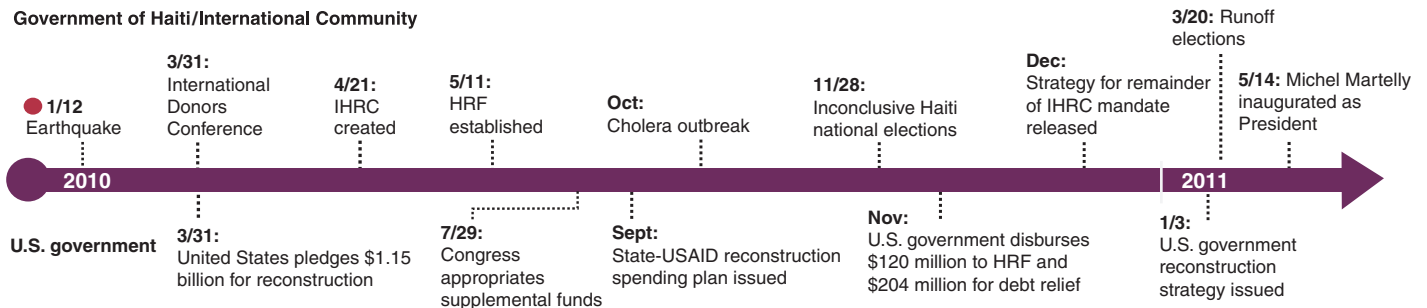 Government of Haiti/International Community
1/12
Earthquake
3/31:
International
Donors
Conference
4/21:
IHRC
created
5/11:
HRF
established
Oct:
Cholera outbreak
11/28:
Inconclusive Haiti
national elections
Dec:
Strategy for remainder
of IHRC mandate
released
3/20: Runoff
elections
5/14: Michel Martelly
inaugurated as
President
2010
2011
U.S. government
3/31:
United States pledges $1.15
billion for reconstruction
7/29:
Congress
appropriates
supplemental funds
Sept:
State-USAID reconstruction
spending plan issued
Nov:
U.S. government disburses
$120 million to HRF and
$204 million for debt relief
1/3:
U.S. government
reconstruction
strategy issued